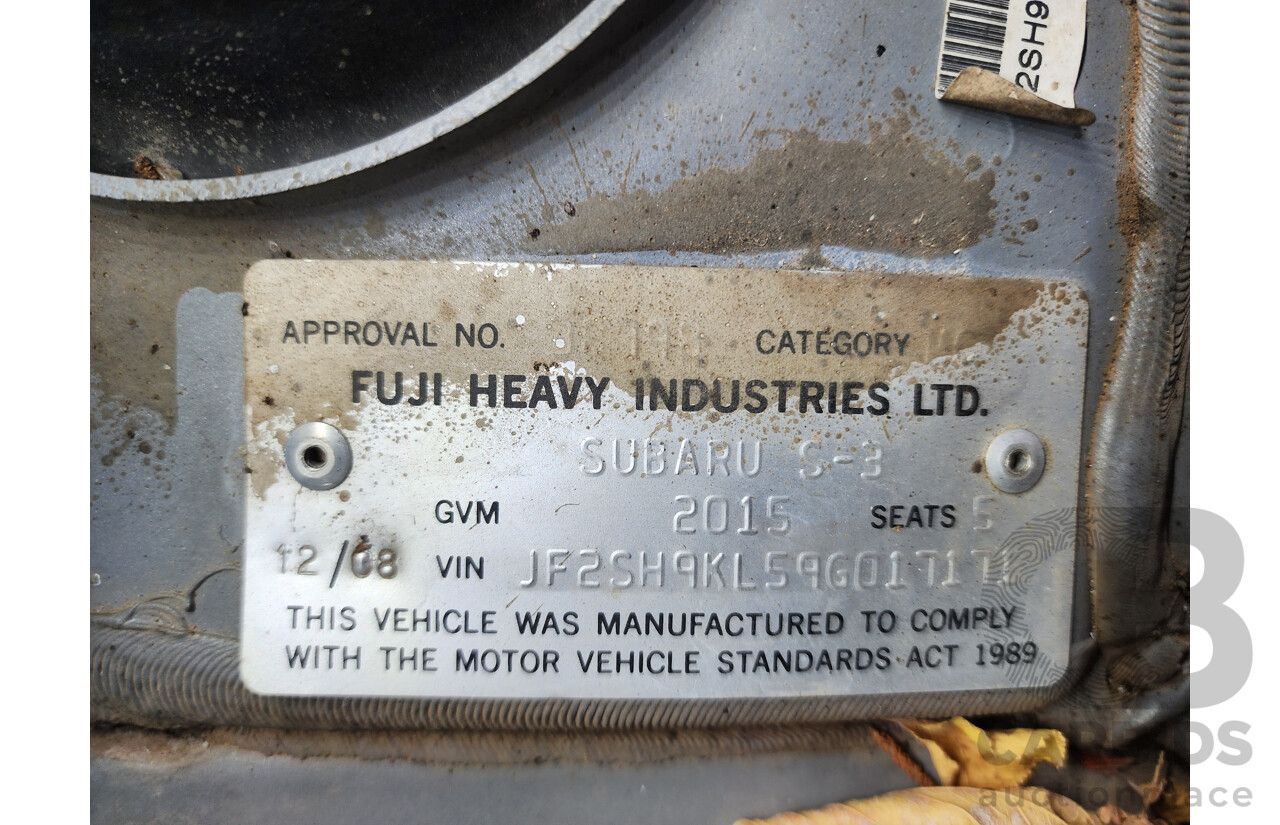 2SH9
APPROVAL NO. CATEGORY
FUJI HEAVY INDUSTRIES LTD.
SUBARU S-3
GVM 2015 SEATS 5
12/08 VIN JF2SH9KL59G017171
THIS VEHICLE WAS MANUFACTURED TO COMPLY
WITH THE MOTOR VEHICLE STANDARDS ACT 1989